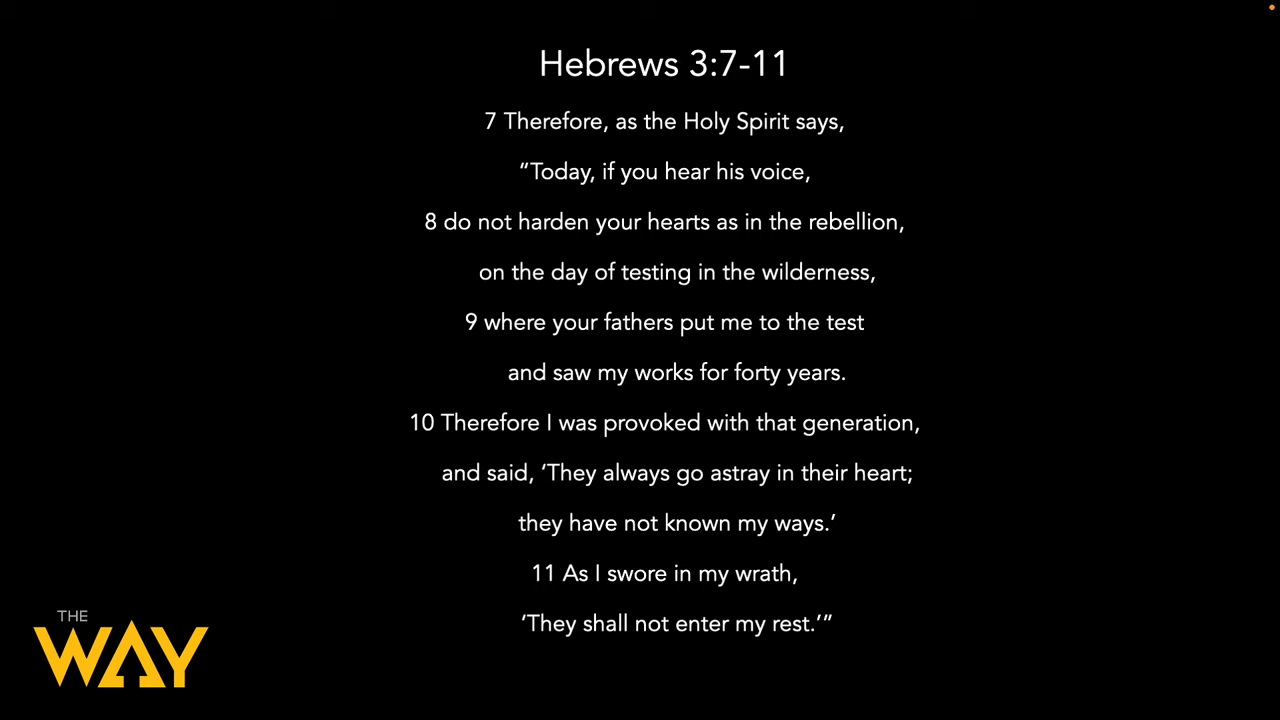 Hebrews 3:7-11
7 Therefore, as the Holy Spirit says,
“Today, if you hear his voice,
8 do not harden your hearts as in the rebellion,
on the day of testing in the wilderness,
9 where your fathers put me to the test
and saw my works for forty years.
10 Therefore I was provoked with that generation,
and said, ‘They always go astray in their heart;
they have not known my ways.’
11 As I swore in my wrath,
‘They shall not enter my rest.’”
THE
WAY